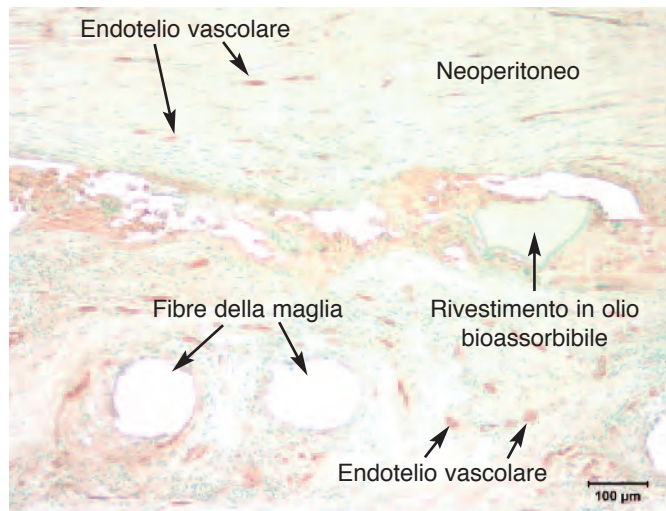 Endotelio vascolare
Neoperitoneo
Fibre della maglia
Rivestimento in olio
bioassorbibile
Endotelio vascolare
100 µm